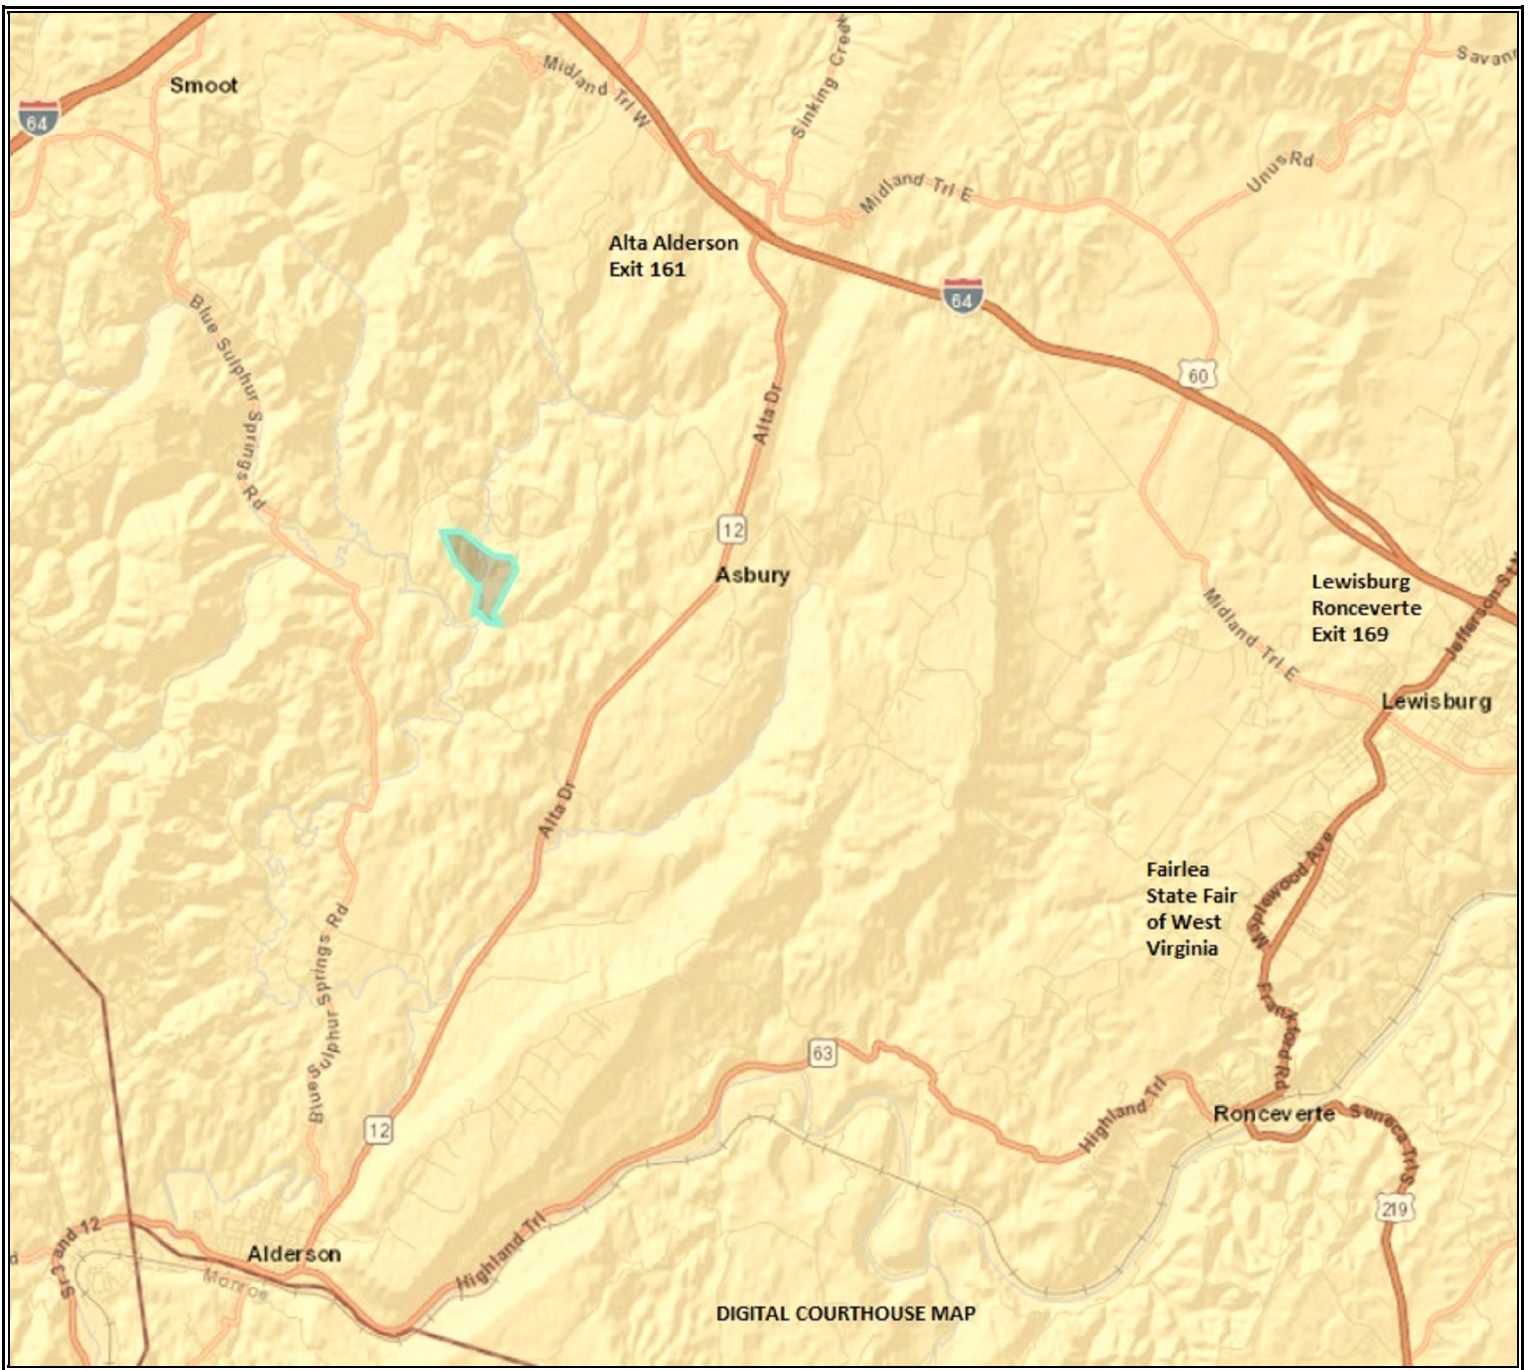 Smoot
64
Midland Trl W
Sinking Creek
Savann
Unus Rd
Midland Trl E
Alta Alderson
Exit 161
64
Blue Sulphur Springs Rd
60
Alta Dr
12
Asbury
Lewisburg
Ronceverte
Exit 169
Jefferson St N
Midland Trl E
Lewisburg
Alta Dr
Maplewood Ave
Fairlea
State Fair
of West
Virginia
Blue Sulphur Springs Rd
Frankford Rd
63
Highland Trl
Ronceverte
Seneca Trl S
12
219
Sr 3 and 12
Alderson
Highland Trl
d
Monroe
DIGITAL COURTHOUSE MAP